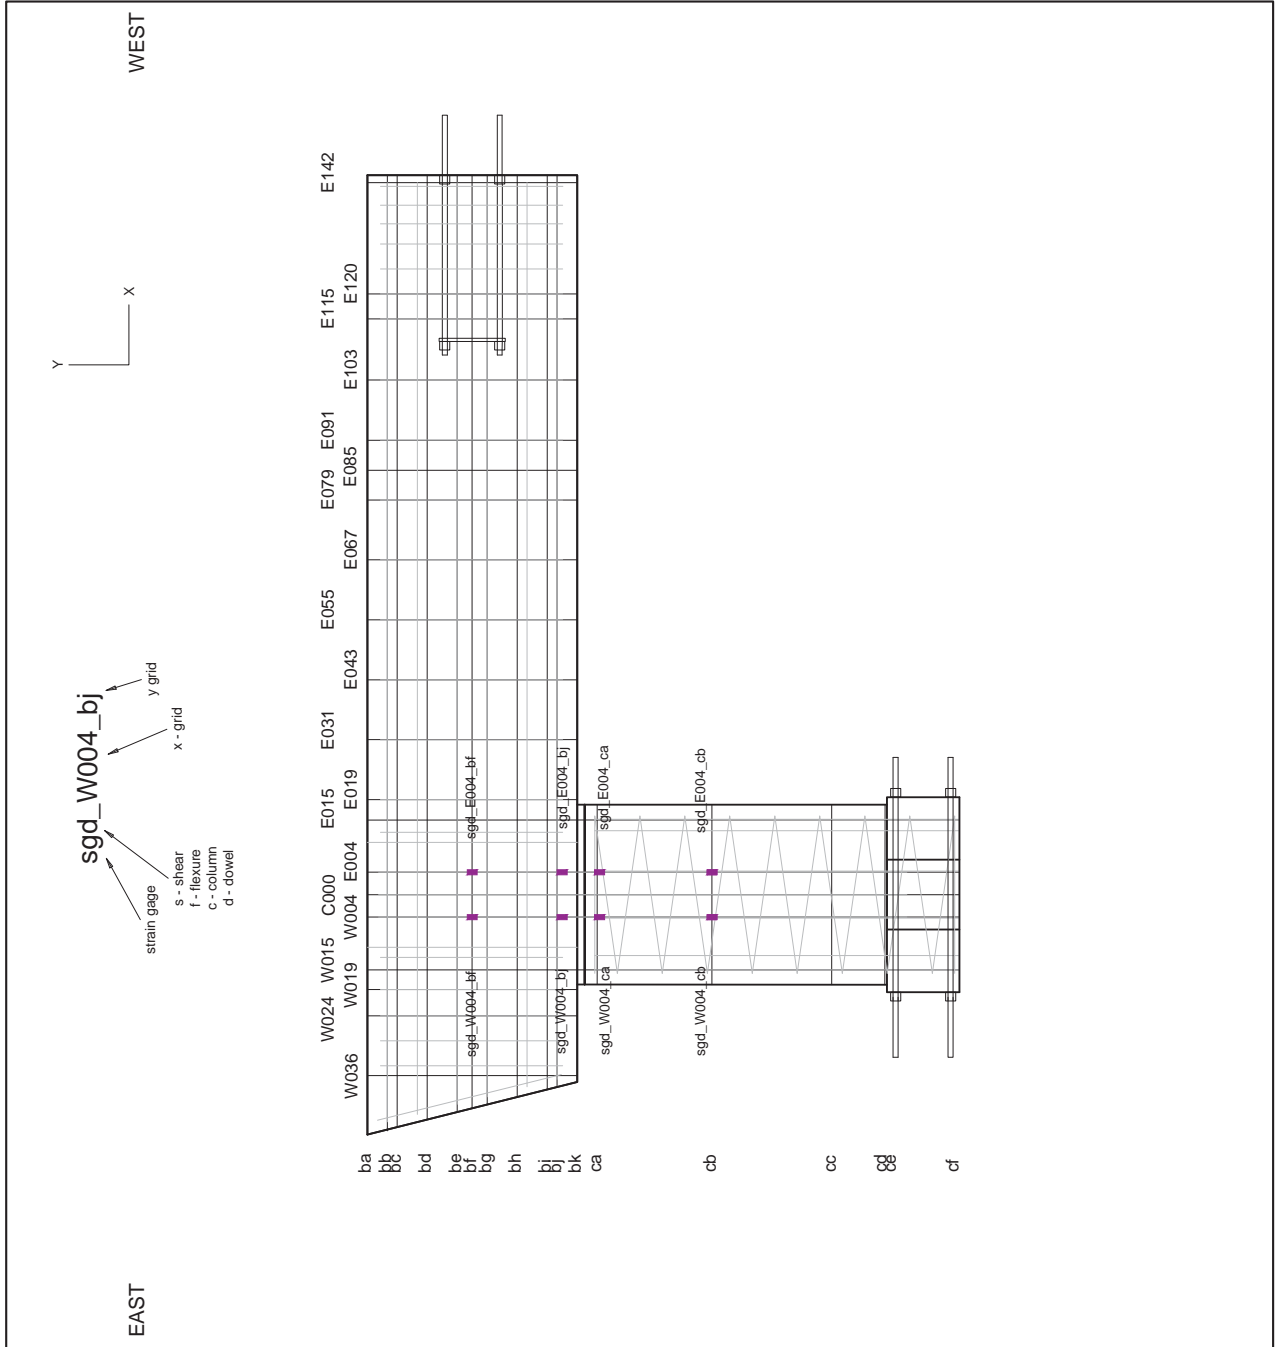 WEST
EAST
Y
X
sgd_W004_bj
strain gage
s - shear
f - flexure
c - column
d - dowel
x - grid
y grid
W036
W024
W019
W015
W004
C000
E004
E015
E019
E031
E043
E055
E067
E079
E085
E091
E103
E115
E120
E142
ba
bb
bc
bd
be
bf
bg
bh
bi
bj
bk
ca
cb
cc
cd
ce
cf
sgd_W004_bf
sgd_E004_bf
sgd_W004_bj
sgd_E004_bj
sgd_W004_ca
sgd_E004_ca
sgd_W004_cb
sgd_E004_cb